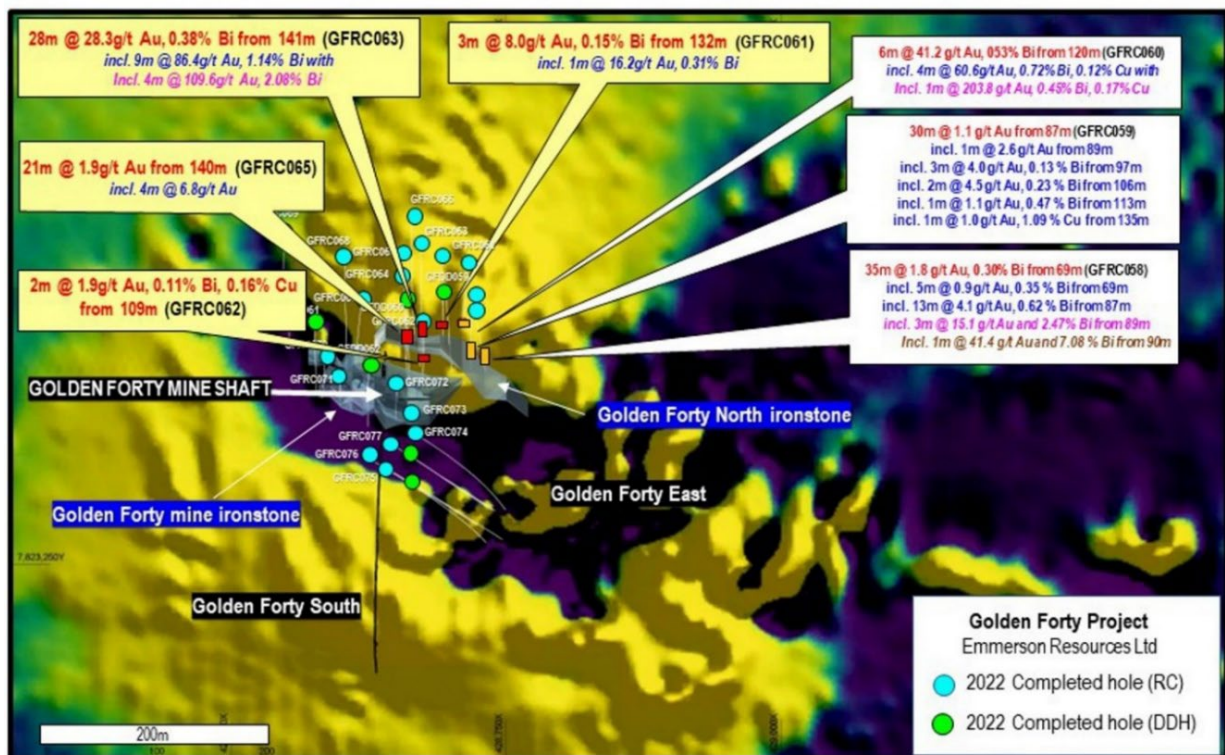 28m @ 28.3g/t Au, 0.38% Bi from 141m (GFRC063)
incl. 9m @ 86.4g/t Au, 1.14% Bi with
Incl. 4m @ 109.6g/t Au, 2.08% Bi
3m @ 8.0g/t Au, 0.15% Bi from 132m (GFRC061)
incl. 1m @ 16.2g/t Au, 0.31% Bi
6m @ 41.2 g/t Au, 053% Bi from 120m (GFRC060)
incl. 4m @ 60.6g/t Au, 0.72% Bi, 0.12% Cu with
Incl. 1m @ 203.8 g/t Au, 0.45% Bi, 0.17% Cu
30m @ 1.1 g/t Au from 87m (GFRC059)
incl. 1m @ 2.6 g/t Au from 89m
incl. 3m @ 4.0 g/t Au, 0.13 % Bi from 97m
incl. 2m @ 4.5 g/t Au, 0.23 % Bi from 106m
incl. 1m @ 1.1 g/t Au, 0.47 % Bi from 113m
incl. 1m @ 1.0 g/t Au, 1.09 % Cu from 135m
21m @ 1.9g/t Au from 140m (GFRC065)
incl. 4m @ 6.8g/t Au
35m @ 1.8 g/t Au, 0.30% Bi from 69m (GFRC058)
incl. 5m @ 0.9 g/t Au, 0.35 % Bi from 69m
incl. 13m @ 4.1 g/t Au, 0.62 % Bi from 87m
incl. 3m @ 15.1 g/t Au and 2.47% Bi from 89m
Incl. 1m @ 41.4 g/t Au and 7.08 % Bi from 90m
2m @ 1.9g/t Au, 0.11% Bi, 0.16% Cu
from 109m (GFRC062)
GFRC066
GFRC063
GFRC068
GFRC064
GFRC071
GFRC072
GOLDEN FORTY MINE SHAFT
GFRC073
Golden Forty North ironstone
GFRC074
GFRC077
GFRC076
GFRC075
Golden Forty East
Golden Forty mine ironstone
7,623,250Y
Golden Forty South
Golden Forty Project
Emmerson Resources Ltd
2022 Completed hole (RC)
2022 Completed hole (DDH)
200m
100
200